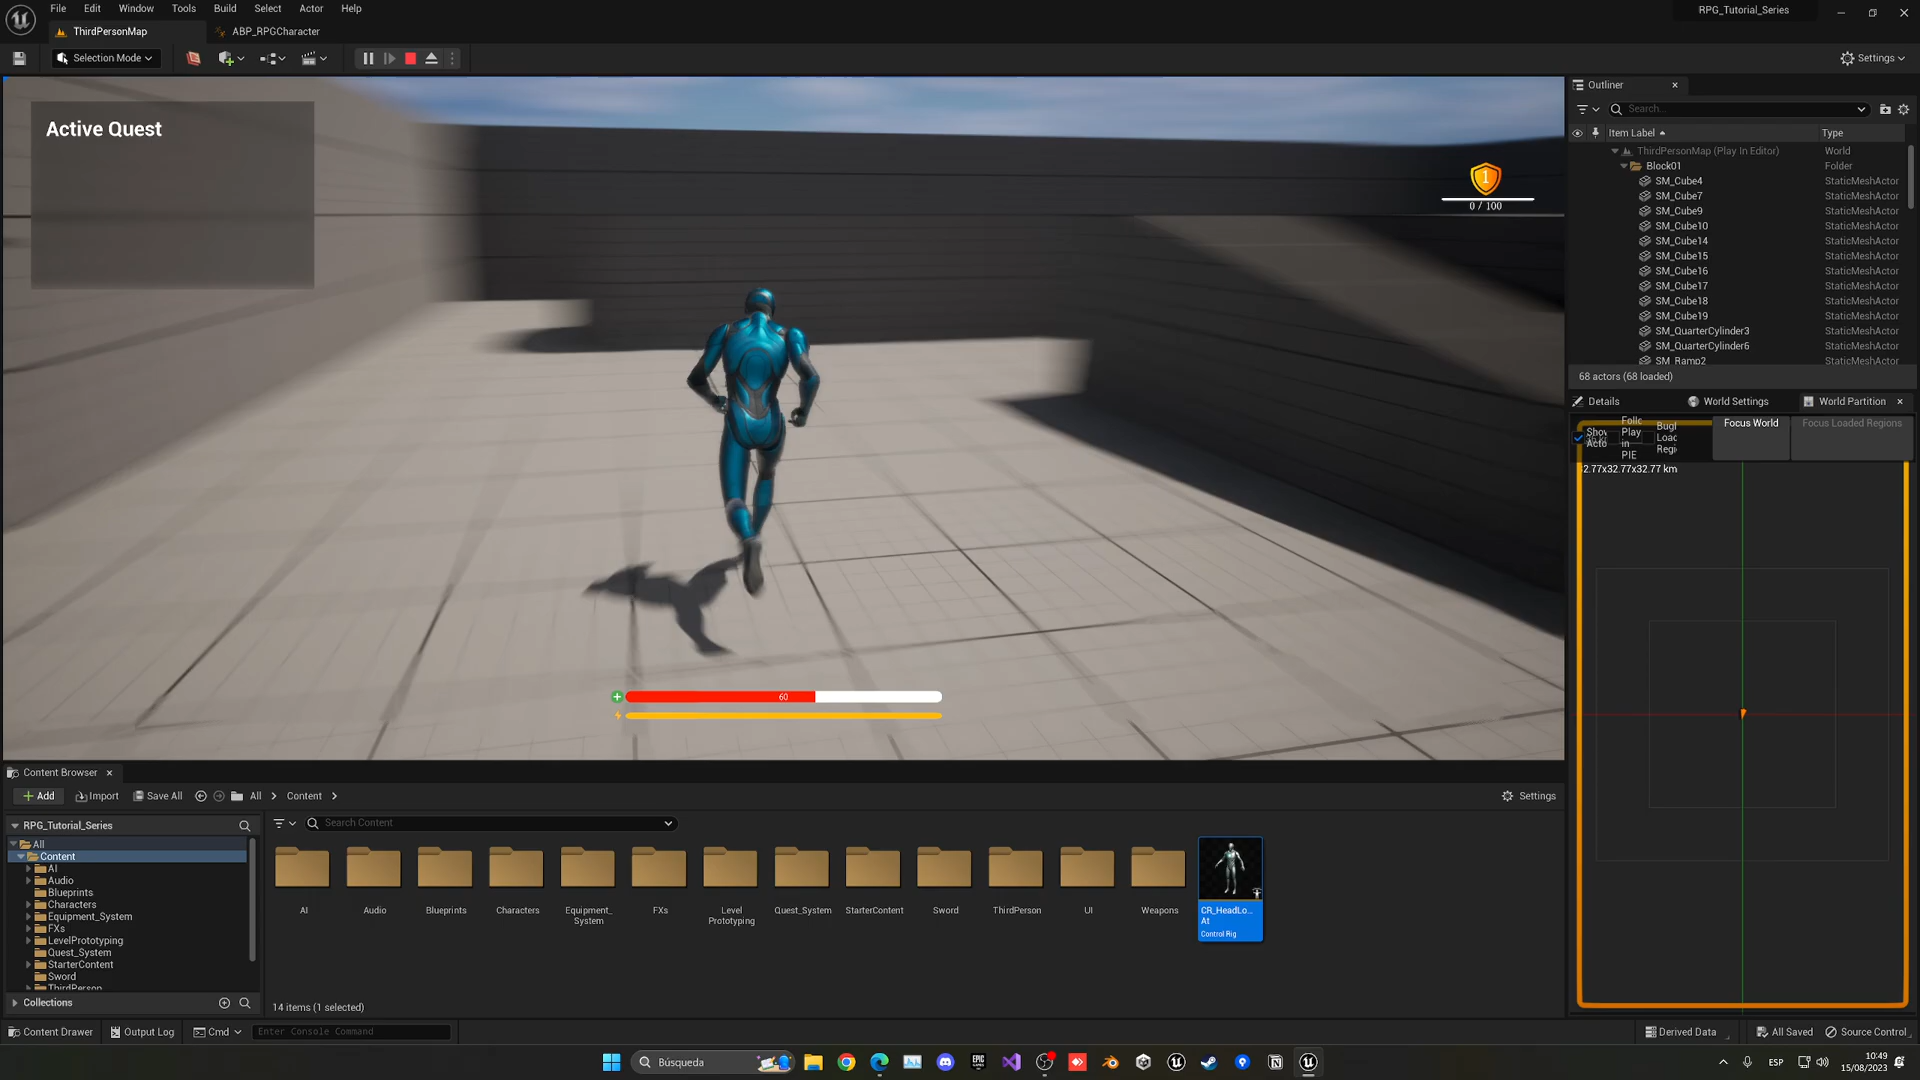 File Edit Window Tools Build Select Actor Help
RPG_Tutorial_Series
ThirdPersonMap
ABP_RPGCharacter
Selection Mode
Settings
Active Quest
1
0 / 100
60
Outliner
Search...
Item Label
Type
ThirdPersonMap (Play In Editor) World
Block01 Folder
SM_Cube4 StaticMeshActor
SM_Cube7 StaticMeshActor
SM_Cube9 StaticMeshActor
SM_Cube10 StaticMeshActor
SM_Cube14 StaticMeshActor
SM_Cube15 StaticMeshActor
SM_Cube16 StaticMeshActor
SM_Cube17 StaticMeshActor
SM_Cube18 StaticMeshActor
SM_Cube19 StaticMeshActor
SM_QuarterCylinder3 StaticMeshActor
SM_QuarterCylinder6 StaticMeshActor
SM_Ramp2 StaticMeshActor
68 actors (68 loaded)
Details
World Settings
World Partition
Play
in
PIE
Focus World
Focus Loaded Regions
2.77x32.77x32.77 km
Content Browser
Add
Import
Save All
All
Content
Settings
RPG_Tutorial_Series
All
Content
AI
Audio
Blueprints
Characters
Equipment_System
FXs
LevelPrototyping
Quest_System
StarterContent
Sword
ThirdPerson
Collections
Search Content
AI
Audio
Blueprints
Characters
Equipment_
System
FXs
Level
Prototyping
Quest_System
StarterContent
Sword
ThirdPerson
UI
Weapons
CR_HeadLo...
At
Control Rig
14 items (1 selected)
Content Drawer
Output Log
Cmd
Enter Console Command
Derived Data
All Saved
Source Control
Búsqueda
EPIC
ESP
10:49
15/08/2023